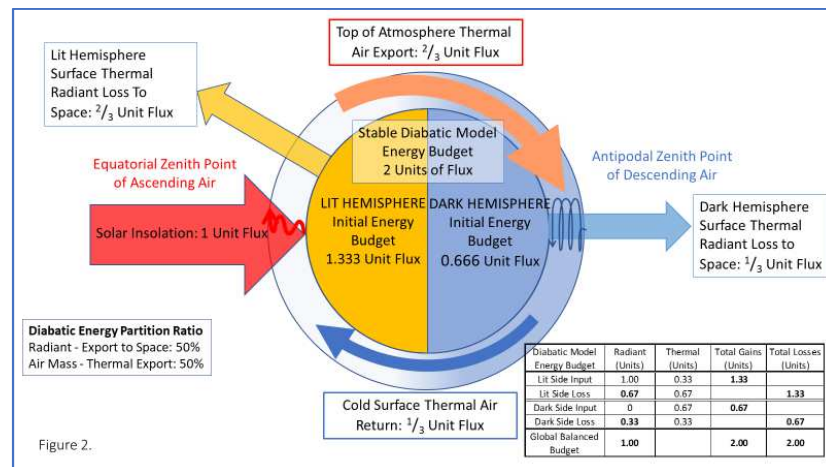 Top of Atmosphere Thermal
Air Export: 2/3 Unit Flux
Lit Hemisphere
Surface Thermal
Radiant Loss To
Space: 2/3 Unit Flux
Stable Diabatic Model
Energy Budget
2 Units of Flux
Equatorial Zenith Point
of Ascending Air
Antipodal Zenith Point
of Descending Air
Solar Insolation: 1 Unit Flux
LIT HEMISPHERE
Initial Energy
Budget
1.333 Unit Flux
DARK HEMISPHERE
Initial Energy
Budget
0.666 Unit Flux
Dark Hemisphere
Surface Thermal
Radiant Loss to
Space: 1/3 Unit Flux
Diabatic Energy Partition Ratio
Radiant - Export to Space: 50%
Air Mass - Thermal Export: 50%
Cold Surface Thermal Air
Return: 1/3 Unit Flux
Figure 2.
Diabatic Model Radiant Thermal Total Gains Total Losses
Energy Budget (Units) (Units) (Units) (Units)
Lit Side Input 1.00 0.33 1.33
Lit Side Loss 0.67 0.67 1.33
Dark Side Input 0 0.67 0.67
Dark Side Loss 0.33 0.33 0.67
Global Balanced
Budget 1.00 2.00 2.00